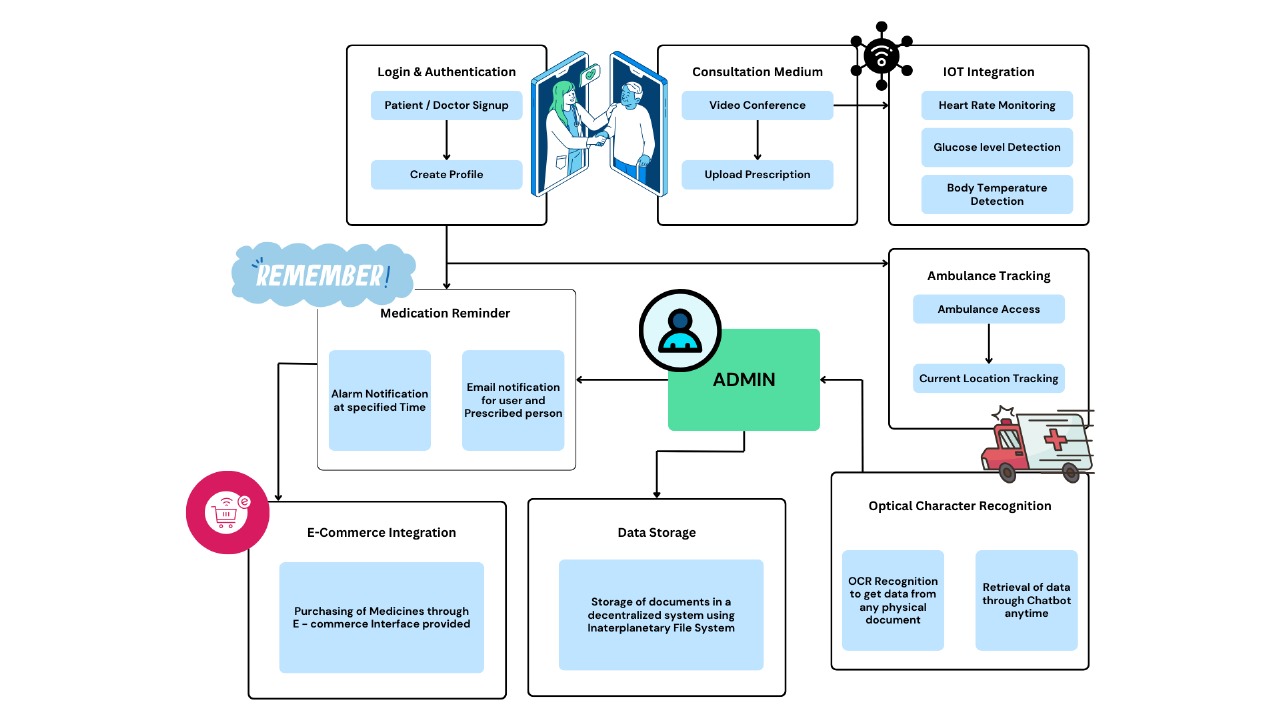 Login & Authentication
Patient / Doctor Signup
Create Profile
Consultation Medium
Video Conference
Upload Prescription
IOT Integration
Heart Rate Monitoring
Glucose level Detection
Body Temperature
Detection
REMEMBER!
Medication Reminder
Alarm Notification
at specified Time
Email notification
for user and
Prescribed person
ADMIN
Ambulance Tracking
Ambulance Access
Current Location Tracking
E-Commerce Integration
Purchasing of Medicines through
E - commerce Interface provided
Data Storage
Storage of documents in a
decentralized system using
Inaterplanetary File System
Optical Character Recognition
OCR Recognition
to get data from
any physical
document
Retrieval of data
through Chatbot
anytime